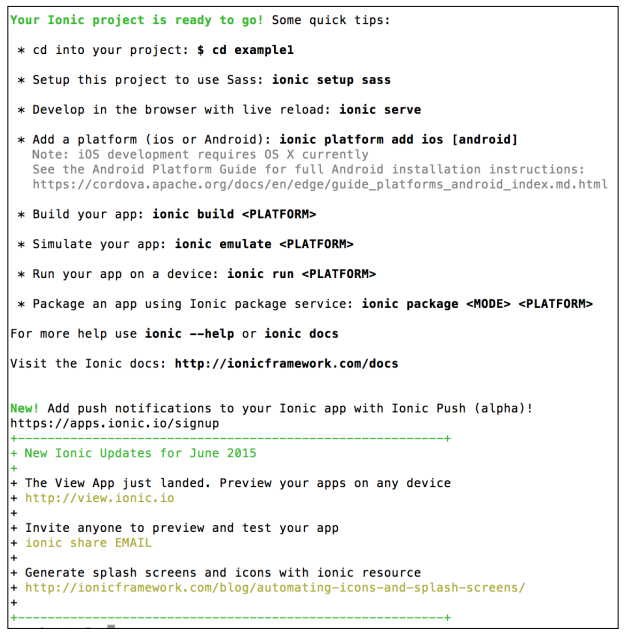 Your Ionic project is ready to go! Some quick tips:
* cd into your project: $ cd example1
* Setup this project to use Sass: ionic setup sass
* Develop in the browser with live reload: ionic serve
* Add a platform (ios or Android): ionic platform add ios [android]
Note: iOS development requires OS X currently
See the Android Platform Guide for full Android installation instructions:
https://cordova.apache.org/docs/en/edge/guide_platforms_android_index.md.html
* Build your app: ionic build <PLATFORM>
* Simulate your app: ionic emulate <PLATFORM>
* Run your app on a device: ionic run <PLATFORM>
* Package an app using Ionic package service: ionic package <MODE> <PLATFORM>
For more help use ionic --help or ionic docs
Visit the Ionic docs: http://ionicframework.com/docs
New! Add push notifications to your Ionic app with Ionic Push (alpha)!
https://apps.ionic.io/signup
+---------------------------------------------------------+
+ New Ionic Updates for June 2015
+
+ The View App just landed. Preview your apps on any device
+ http://view.ionic.io
+
+ Invite anyone to preview and test your app
+ ionic share EMAIL
+
+ Generate splash screens and icons with ionic resource
+ http://ionicframework.com/blog/automating-icons-and-splash-screens/
+
+---------------------------------------------------------+